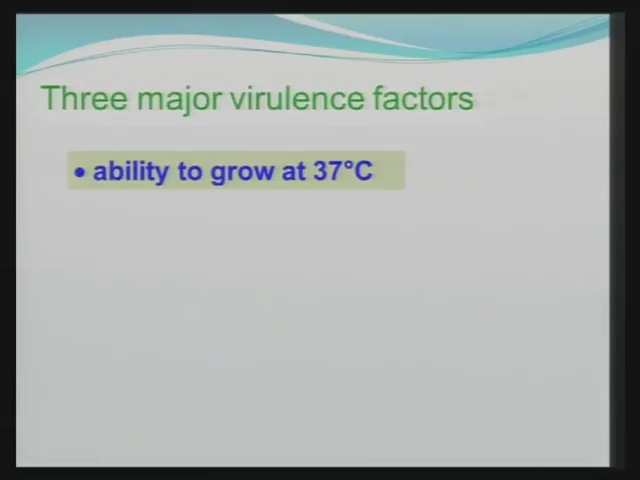 Three major virulence factors
• ability to grow at 37°C